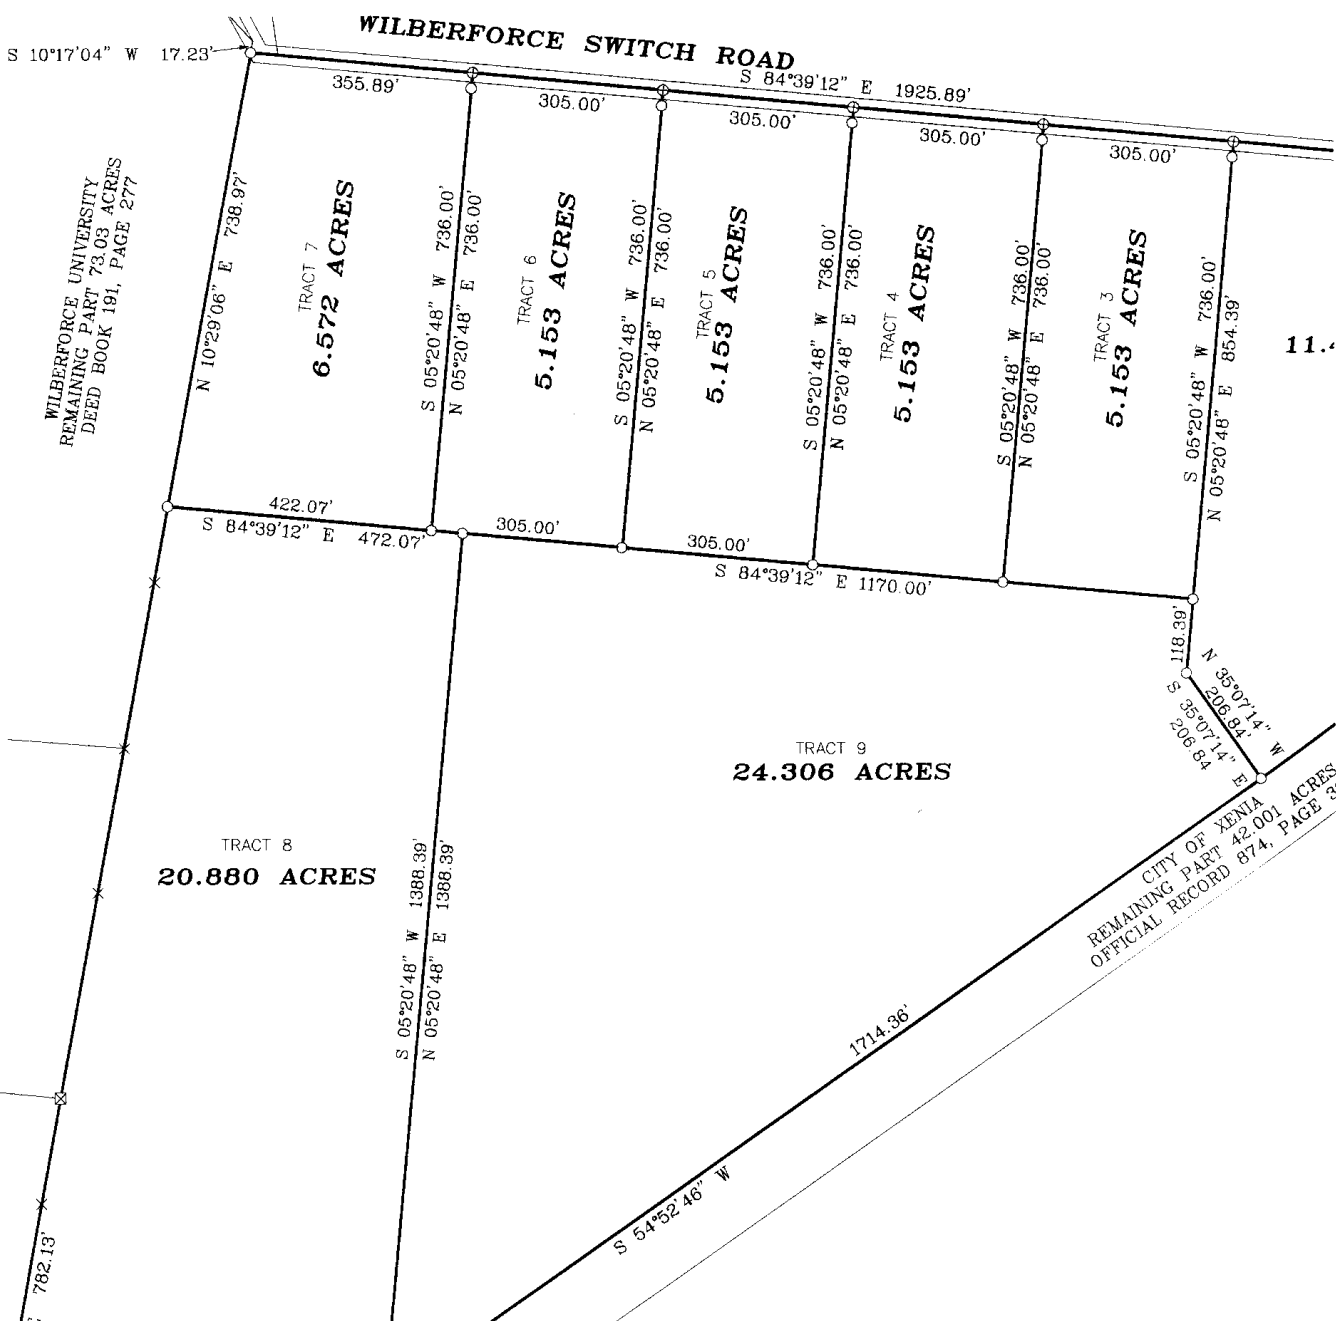 WILBERFORCE SWITCH ROAD
S 10°17'04" W 17.23'
S 84°39'12" E 1925.89'
355.89'
305.00'
305.00'
305.00'
305.00'
WILBERFORCE UNIVERSITY
REMAINING PART 73.03 ACRES
DEED BOOK 191, PAGE 277
N 10°29'06" E 738.97'
TRACT 7
6.572 ACRES
S 05°20'48" W 736.00'
N 05°20'48" E 736.00'
TRACT 6
5.153 ACRES
S 05°20'48" W 736.00'
N 05°20'48" E 736.00'
TRACT 5
5.153 ACRES
S 05°20'48" W 736.00'
N 05°20'48" E 736.00'
TRACT 4
5.153 ACRES
S 05°20'48" W 736.00'
N 05°20'48" E 736.00'
TRACT 3
5.153 ACRES
S 05°20'48" W 736.00'
N 05°20'48" E 854.39'
422.07'
S 84°39'12" E 472.07'
305.00'
305.00'
S 84°39'12" E 1170.00'
118.39'
N 35°07'14" W
206.84'
S 35°07'14" E
206.84
TRACT 9
24.306 ACRES
TRACT 8
20.880 ACRES
S 05°20'48" W 1388.39'
N 05°20'48" E 1388.39'
CITY OF XENIA
REMAINING PART 42.001 ACRES
OFFICIAL RECORD 874, PAGE
1714.36'
S 54°52'46" W
782.13'